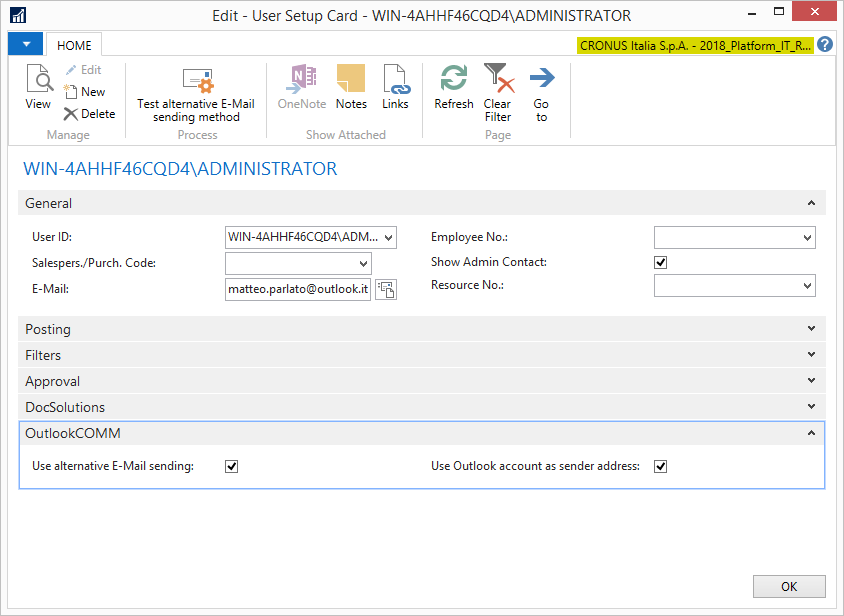 Edit - User Setup Card - WIN-4AHHF46CQD4\ADMINISTRATOR
HOME
CRONUS Italia S.p.A. - 2018_Platform_IT_R...
?
View
Edit
New
Delete
Manage
Test alternative E-Mail
sending method
Process
OneNote
Notes
Links
Show Attached
Refresh
Clear
Filter
Go
to
Page
WIN-4AHHF46CQD4\ADMINISTRATOR
General
User ID: WIN-4AHHF46CQD4\ADM...
Salespers./Purch. Code:
E-Mail: matteo.parlato@outlook.it
Employee No.:
Show Admin Contact:
Resource No.:
Posting
Filters
Approval
DocSolutions
OutlookCOMM
Use alternative E-Mail sending:
Use Outlook account as sender address:
OK